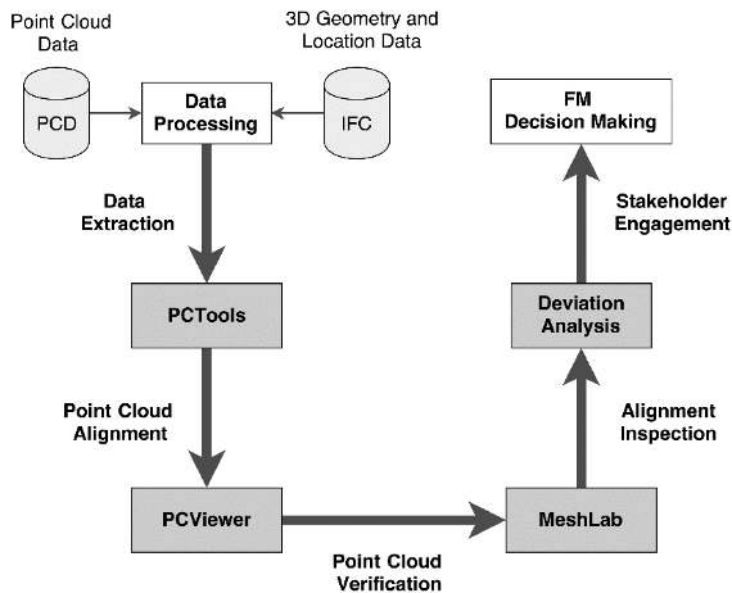 Point Cloud
Data
3D Geometry and
Location Data
PCD
Data
Processing
IFC
FM
Decision Making
Data
Extraction
Stakeholder
Engagement
PCTools
Deviation
Analysis
Point Cloud
Alignment
Alignment
Inspection
PCViewer
MeshLab
Point Cloud
Verification